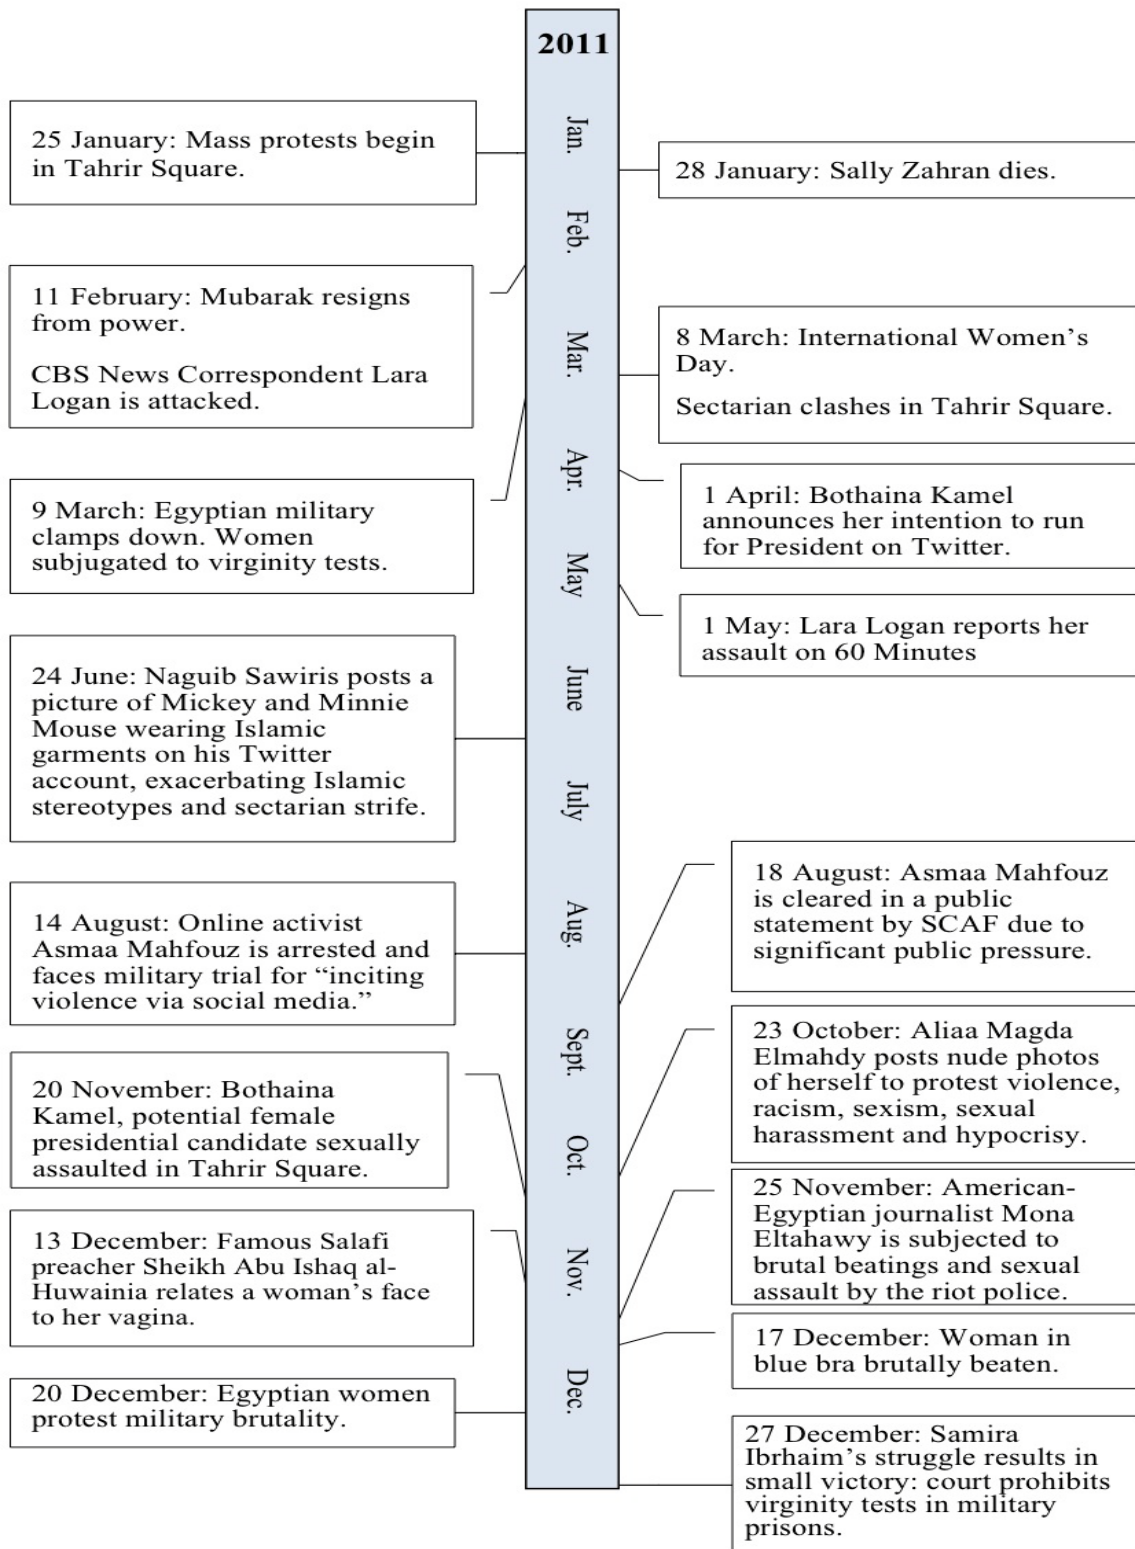 2011
Jan.
Feb.
Mar.
Apr.
May
June
July
Aug.
Sept.
Oct.
Nov.
Dec.
25 January: Mass protests begin
in Tahrir Square.
28 January: Sally Zahran dies.
11 February: Mubarak resigns
from power.
CBS News Correspondent Lara
Logan is attacked.
8 March: International Women’s
Day.
Sectarian clashes in Tahrir Square.
9 March: Egyptian military
clamps down. Women
subjugated to virginity tests.
1 April: Bothaina Kamel
announces her intention to run
for President on Twitter.
1 May: Lara Logan reports her
assault on 60 Minutes
24 June: Naguib Sawiris posts a
picture of Mickey and Minnie
Mouse wearing Islamic
garments on his Twitter
account, exacerbating Islamic
stereotypes and sectarian strife.
14 August: Online activist
Asmaa Mahfouz is arrested and
faces military trial for “inciting
violence via social media.”
18 August: Asmaa Mahfouz
is cleared in a public
statement by SCAF due to
significant public pressure.
23 October: Aliaa Magda
Elmahdy posts nude photos
of herself to protest violence,
racism, sexism, sexual
harassment and hypocrisy.
20 November: Bothaina
Kamel, potential female
presidential candidate sexually
assaulted in Tahrir Square.
25 November: American-
Egyptian journalist Mona
Eltahawy is subjected to
brutal beatings and sexual
assault by the riot police.
13 December: Famous Salafi
preacher Sheikh Abu Ishaq al-
Huwainia relates a woman’s face
to her vagina.
17 December: Woman in
blue bra brutally beaten.
20 December: Egyptian women
protest military brutality.
27 December: Samira
Ibrhaim’s struggle results in
small victory: court prohibits
virginity tests in military
prisons.